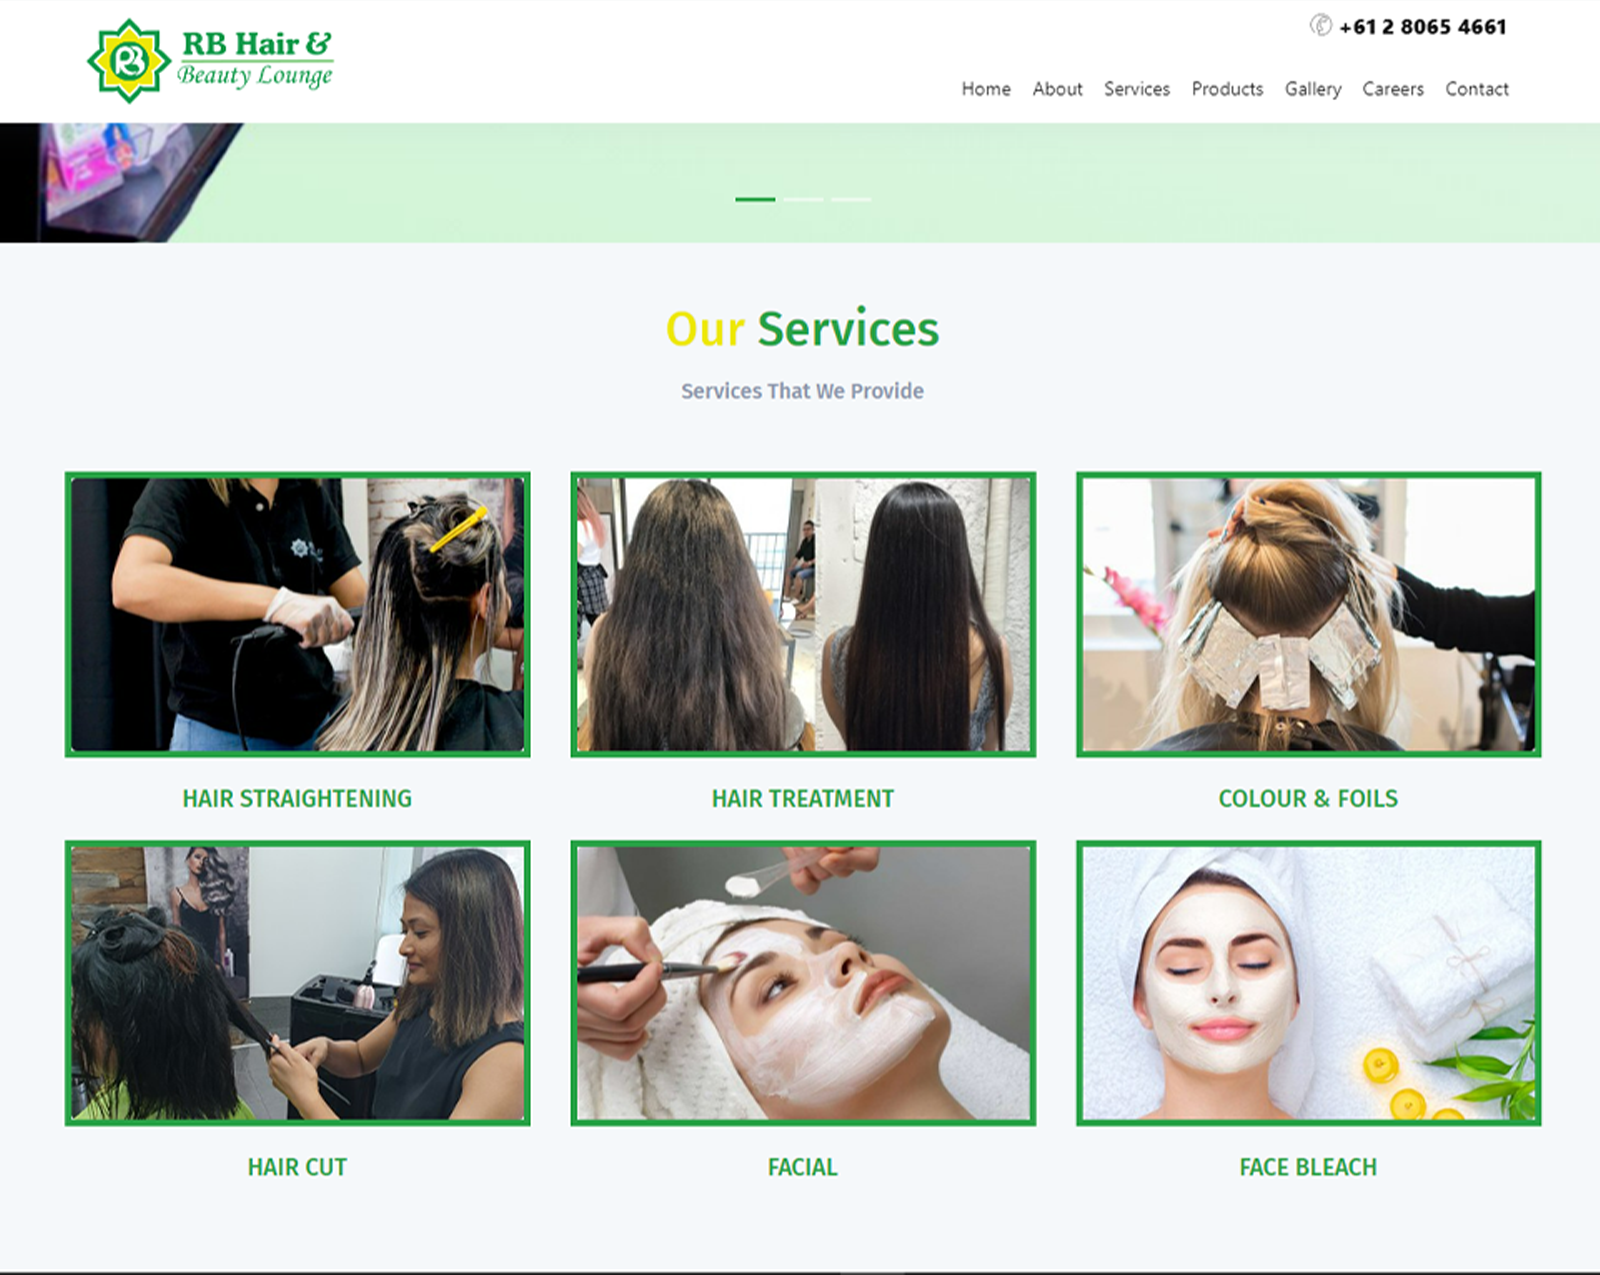 RB Hair &
Beauty Lounge
RB
+61 2 8065 4661
Home About Services Products Gallery Careers Contact
Our Services
Services That We Provide
HAIR STRAIGHTENING
HAIR TREATMENT
COLOUR & FOILS
HAIR CUT
FACIAL
FACE BLEACH